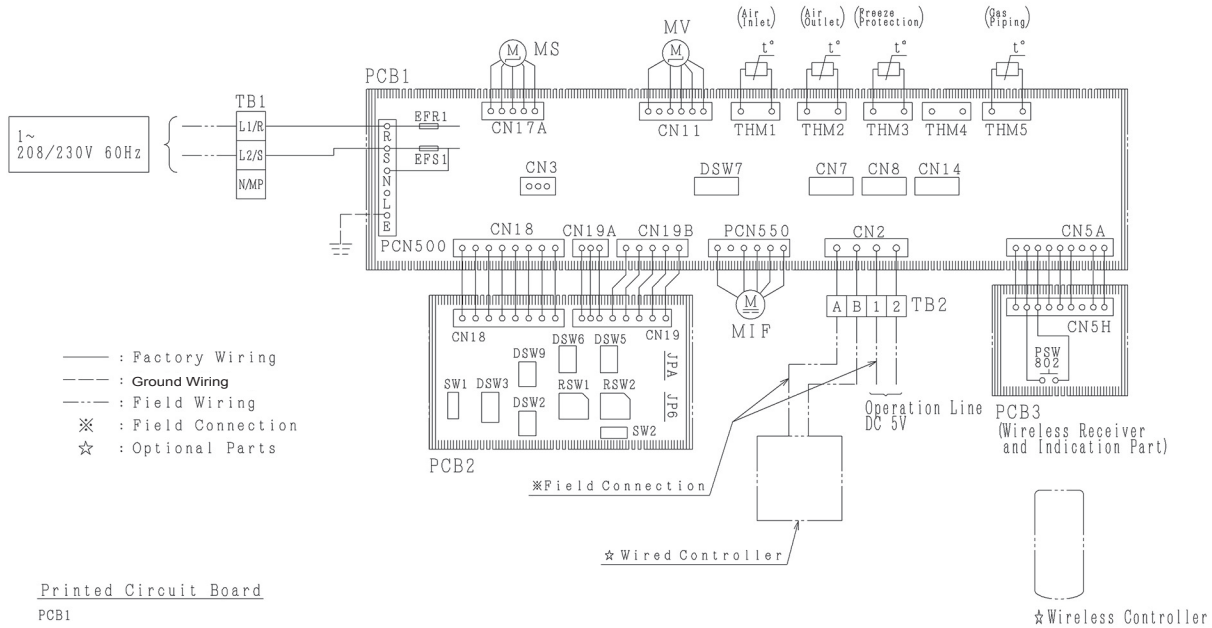 (Air Inlet)
(Air Outlet)
(Freeze Protection)
(Gas Piping)
M MS
MV
M
t°
t°
t°
t°
PCB1
TB1
1~
208/230V 60Hz
L1/R
L2/S
N/MP
R
S
N
L
E
EFR1
EFS1
CN17A
CN11
THM1
THM2
THM3
THM4
THM5
CN3
DSW7
CN7
CN8
CN14
PCN500
CN18
CN19A
CN19B
PCN550
CN2
CN5A
M
MIF
A B 1 2 TB2
CN18
CN19
DSW6
DSW5
DSW9
SW1
DSW3
RSW1
RSW2
DSW2
SW2
JPA
JP6
PCB2
CN5H
PSW
802
PCB3
(Wireless Receiver
and Indication Part)
Operation Line
DC 5V
: Factory Wiring
: Ground Wiring
: Field Wiring
※ : Field Connection
☆ : Optional Parts
※Field Connection
☆Wired Controller
☆Wireless Controller
Printed Circuit Board
PCB1